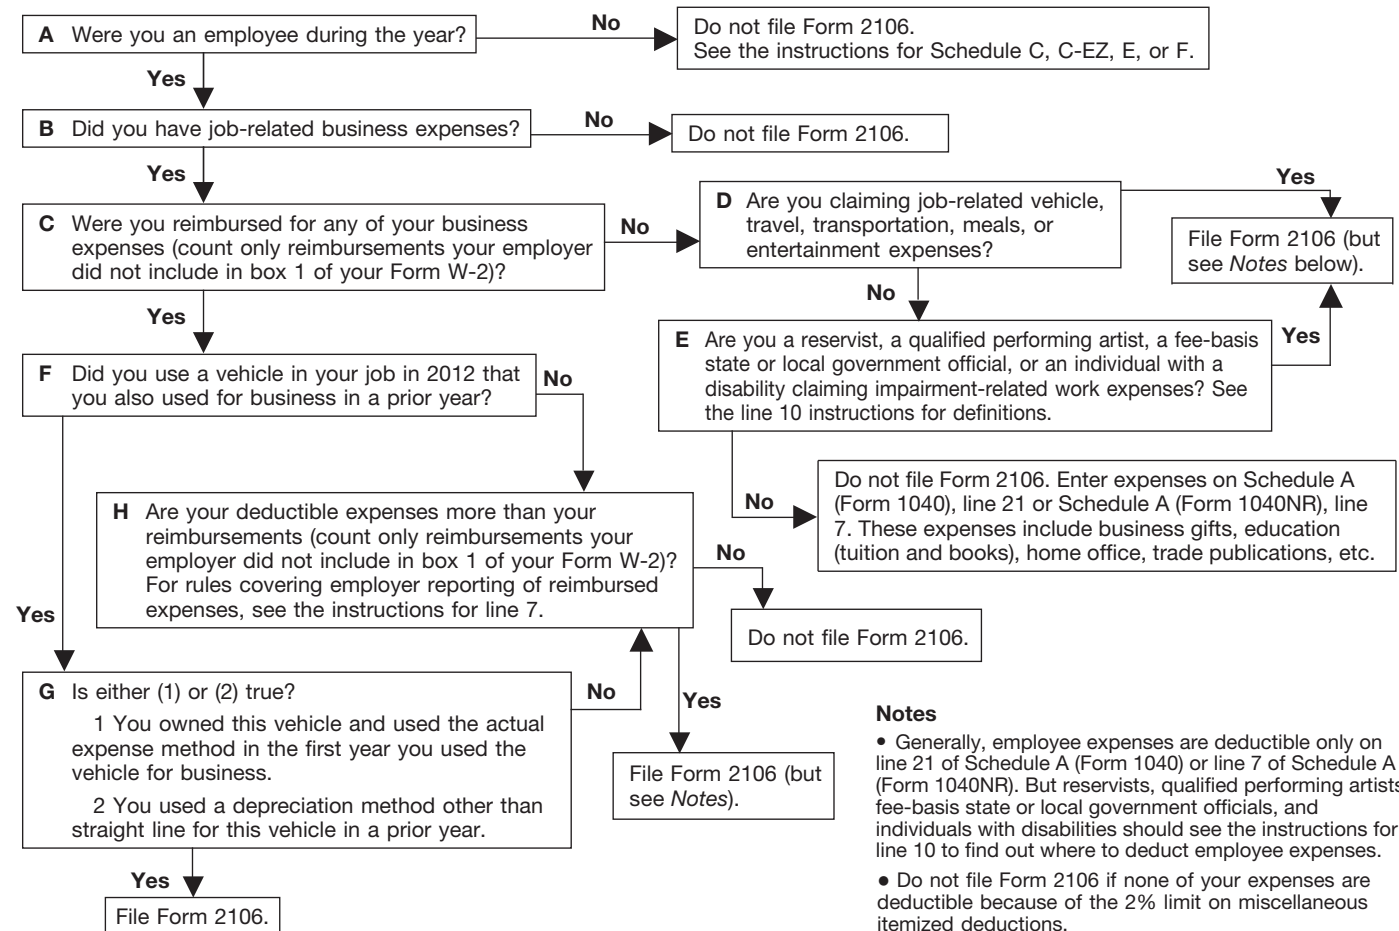 A Were you an employee during the year?
No
Do not file Form 2106.
See the instructions for Schedule C, C-EZ, E, or F.
Yes
B Did you have job-related business expenses?
No
Do not file Form 2106.
Yes
C Were you reimbursed for any of your business
expenses (count only reimbursements your employer
did not include in box 1 of your Form W-2)?
No
D Are you claiming job-related vehicle,
travel, transportation, meals, or
entertainment expenses?
Yes
File Form 2106 (but
see Notes below).
No
Yes
E Are you a reservist, a qualified performing artist, a fee-basis
state or local government official, or an individual with a
disability claiming impairment-related work expenses? See
the line 10 instructions for definitions.
Yes
F Did you use a vehicle in your job in 2012 that
you also used for business in a prior year?
No
No
Do not file Form 2106. Enter expenses on Schedule A
(Form 1040), line 21 or Schedule A (Form 1040NR), line
7. These expenses include business gifts, education
(tuition and books), home office, trade publications, etc.
H Are your deductible expenses more than your
reimbursements (count only reimbursements your
employer did not include in box 1 of your Form W-2)?
For rules covering employer reporting of reimbursed
expenses, see the instructions for line 7.
No
Do not file Form 2106.
Yes
G Is either (1) or (2) true?
1 You owned this vehicle and used the actual
expense method in the first year you used the
vehicle for business.
2 You used a depreciation method other than
straight line for this vehicle in a prior year.
No
Yes
File Form 2106 (but
see Notes).
Yes
File Form 2106.
Notes
• Generally, employee expenses are deductible only on
line 21 of Schedule A (Form 1040) or line 7 of Schedule A
(Form 1040NR). But reservists, qualified performing artists
fee-basis state or local government officials, and
individuals with disabilities should see the instructions for
line 10 to find out where to deduct employee expenses.
• Do not file Form 2106 if none of your expenses are
deductible because of the 2% limit on miscellaneous
itemized deductions.